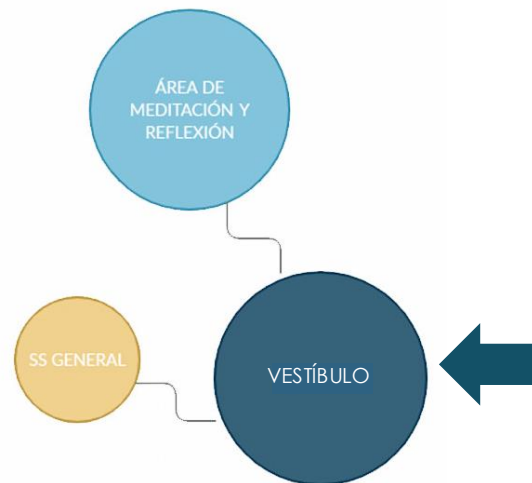 ÁREA DE
MEDITACIÓN Y
REFLEXIÓN
SS GENERAL
VESTÍBULO